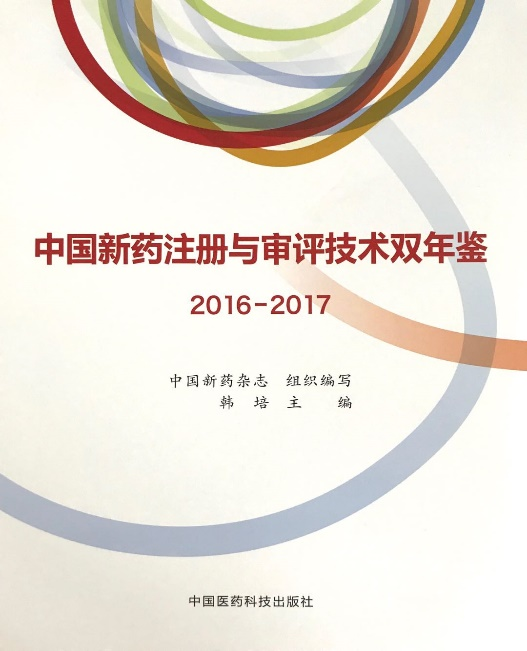 中国新药注册与审评技术双年鉴
2016-2017
中国新药杂志 组织编写
韩 培 主 编
中国医药科技出版社